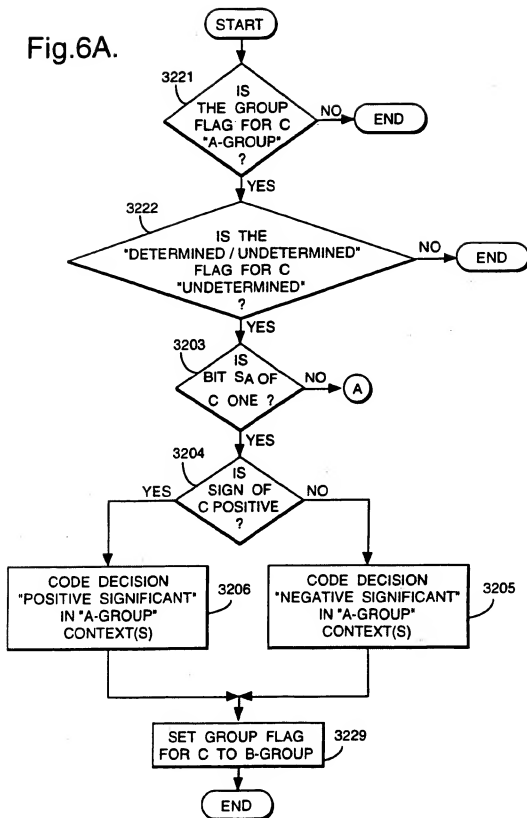 Fig.6A.
START
3221
IS
THE GROUP
FLAG FOR C
"A-GROUP"
?
NO
END
YES
3222
IS THE
"DETERMINED / UNDETERMINED"
FLAG FOR C
"UNDETERMINED"
?
NO
END
YES
3203
IS
BIT SA OF
C ONE ?
NO
A
YES
3204
IS
SIGN OF
C POSITIVE
?
YES
NO
CODE DECISION
"POSITIVE SIGNIFICANT"
IN "A-GROUP"
CONTEXT(S)
3206
CODE DECISION
"NEGATIVE SIGNIFICANT"
IN "A-GROUP"
CONTEXT(S)
3205
SET GROUP FLAG
FOR C TO B-GROUP
3229
END